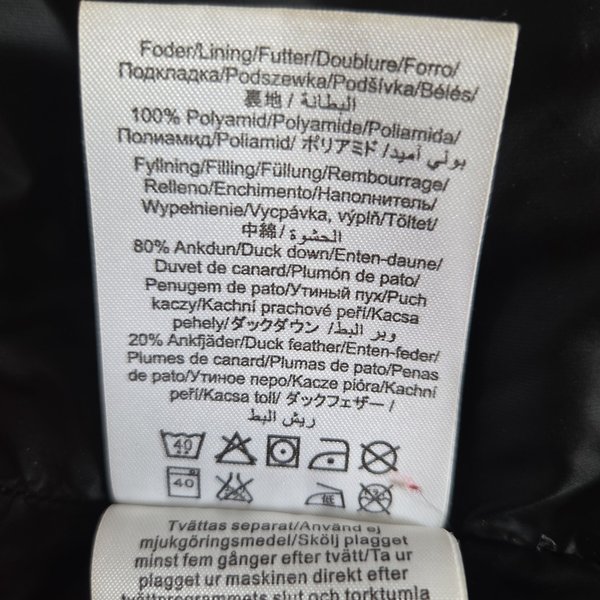 Foder/Lining/Futter/Doublure/Forro/
Подкладка/Podszewka/Podšívka/Bélés/
裏地/البطانة
100% Polyamid/Polyamide/Poliamida/
Полиамид/Poliamid/ポリアミド/بولي أميد/
Fyllning/Filling/Füllung/Rembourrage/
Relleno/Enchimento/Наполнитель/
Wypełnienie/Vycpávka, výplň/Töltet/
中綿/الحشوة
80% Ankdun/Duck down/Enten-daune/
Duvet de canard/Plumón de pato/
Penugem de pato/Утиный пух/Puch
kaczy/Kachní prachové peří/Kacsa
pehely/ダックダウン/وبر البط/
20% Ankfjäder/Duck feather/Enten-feder/
Plumes de canard/Plumas de pato/Penas
de pato/Утиное перо/Kacze pióra/Kachní
peří/Kacsa toll/ダックフェザー/
ريش البط
40
40 低
Tvättas separat/Använd ej
mjukgöringsmedel/Skölj plagget
minst fem gånger efter tvätt/Ta ur
plagget ur maskinen direkt efter
tvättprogrammets slut och torktumla